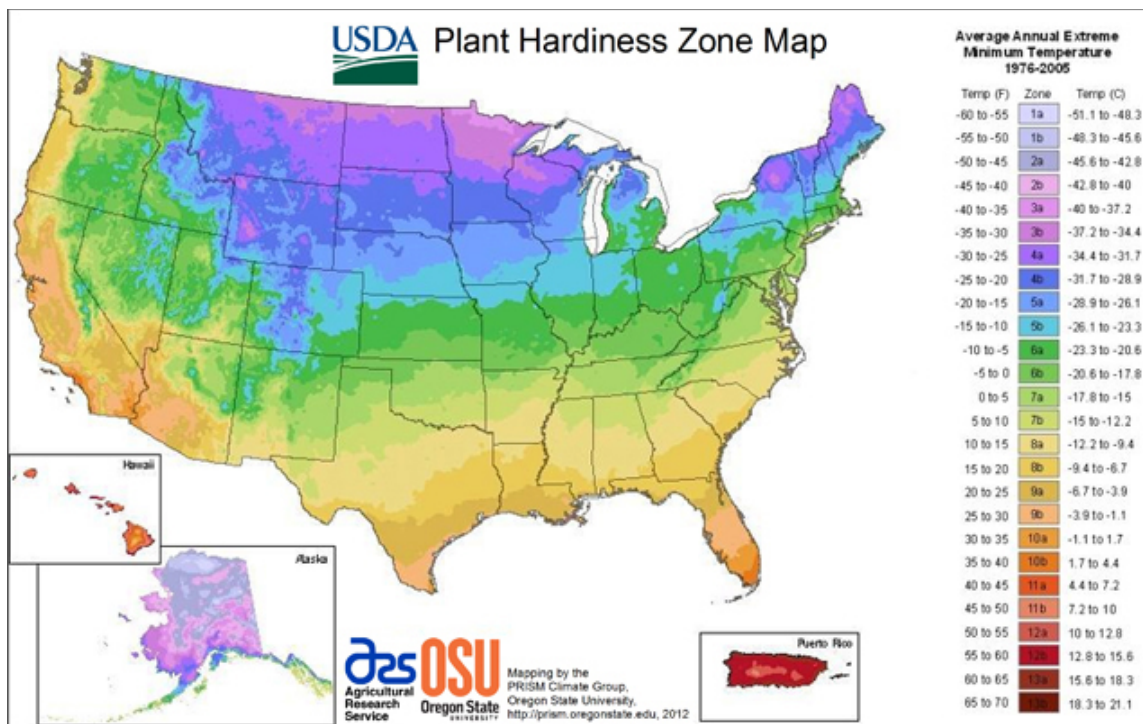 USDA Plant Hardiness Zone Map
Average Annual Extreme
Minimum Temperature
1976-2005
Temp (F) Zone Temp (C)
-60 to -55 1a -51.1 to -48.3
-55 to -50 1b -48.3 to -45.6
-50 to -45 2a -45.6 to -42.8
-45 to -40 2b -42.8 to -40
-40 to -35 3a -40 to -37.2
-35 to -30 3b -37.2 to -34.4
-30 to -25 4a -34.4 to -31.7
-25 to -20 4b -31.7 to -28.9
-20 to -15 5a -28.9 to -26.1
-15 to -10 5b -26.1 to -23.3
-10 to -5 6a -23.3 to -20.6
-5 to 0 6b -20.6 to -17.8
0 to 5 7a -17.8 to -15
5 to 10 7b -15 to -12.2
10 to 15 8a -12.2 to -9.4
15 to 20 8b -9.4 to -6.7
20 to 25 9a -6.7 to -3.9
25 to 30 9b -3.9 to -1.1
30 to 35 10a -1.1 to 1.7
35 to 40 10b 1.7 to 4.4
40 to 45 11a 4.4 to 7.2
45 to 50 11b 7.2 to 10
50 to 55 12a 10 to 12.8
55 to 60 12b 12.8 to 15.6
60 to 65 13a 15.6 to 18.3
65 to 70 13b 18.3 to 21.1
Hawaii
Alaska
Puerto Rico
ars
Agricultural
Research
Service
OSU
Oregon State
UNIVERSITY
Mapping by the
PRISM Climate Group,
Oregon State University,
http://prism.oregonstate.edu, 2012